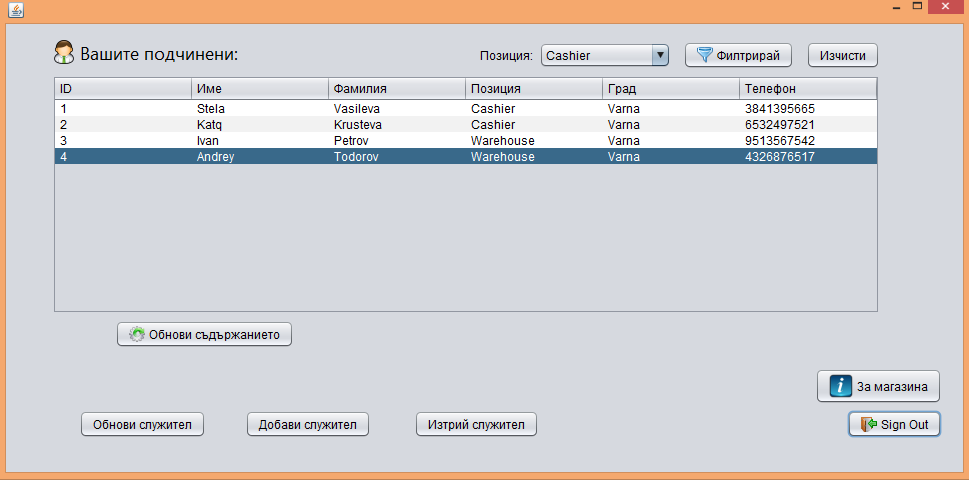 Вашите подчинени:
Позиция: Cashier Филтрирай Изчисти
ID Име Фамилия Позиция Град Телефон
1 Stela Vasileva Cashier Varna 3841395665
2 Katq Krusteva Cashier Varna 6532497521
3 Ivan Petrov Warehouse Varna 9513567542
4 Andrey Todorov Warehouse Varna 4326876517
Обнови съдържанието
За магазина
Обнови служител Добави служител Изтрий служител Sign Out